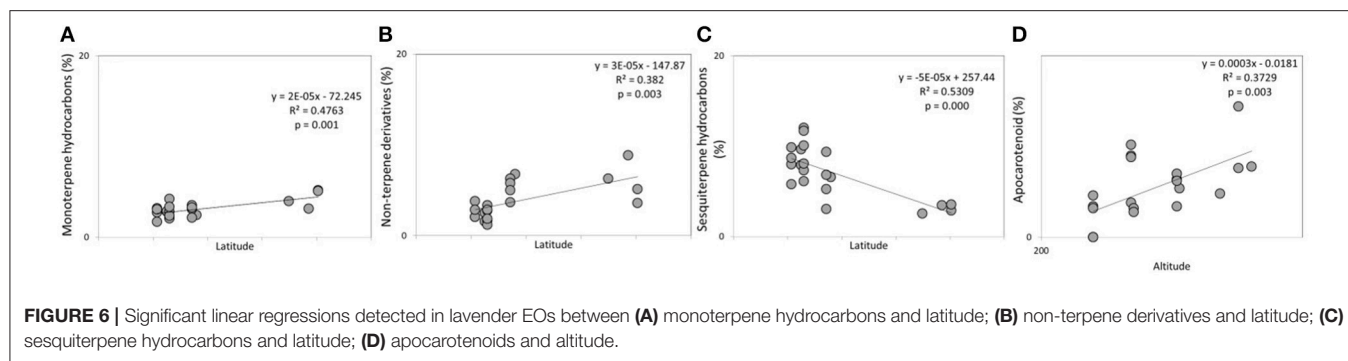 A
20
Monoterpene hydrocarbons (%)
y = 2E-05x - 72.245
R² = 0.4763
p = 0.001
0
Latitude
B
20
Non-terpene derivatives (%)
y = 3E-05x - 147.87
R² = 0.382
p = 0.003
0
Latitude
C
20
Sesquiterpene hydrocarbons
(%)
y = -5E-05x + 257.44
R² = 0.5309
p = 0.000
0
Latitude
D
Apocarotenoid (%)
y = 0.0003x - 0.0181
R² = 0.3729
p = 0.003
0
200
Altitude
FIGURE 6 | Significant linear regressions detected in lavender EOs between (A) monoterpene hydrocarbons and latitude; (B) non-terpene derivatives and latitude; (C)
sesquiterpene hydrocarbons and latitude; (D) apocarotenoids and altitude.